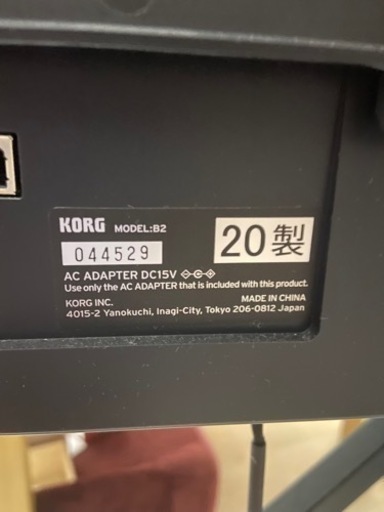 KORG MODEL:B2
044529
20製
AC ADAPTER DC15V
Use only the AC ADAPTER that is included with this product.
KORG INC. MADE IN CHINA
4015-2 Yanokuchi, Inagi-City, Tokyo 206-0812 Japan